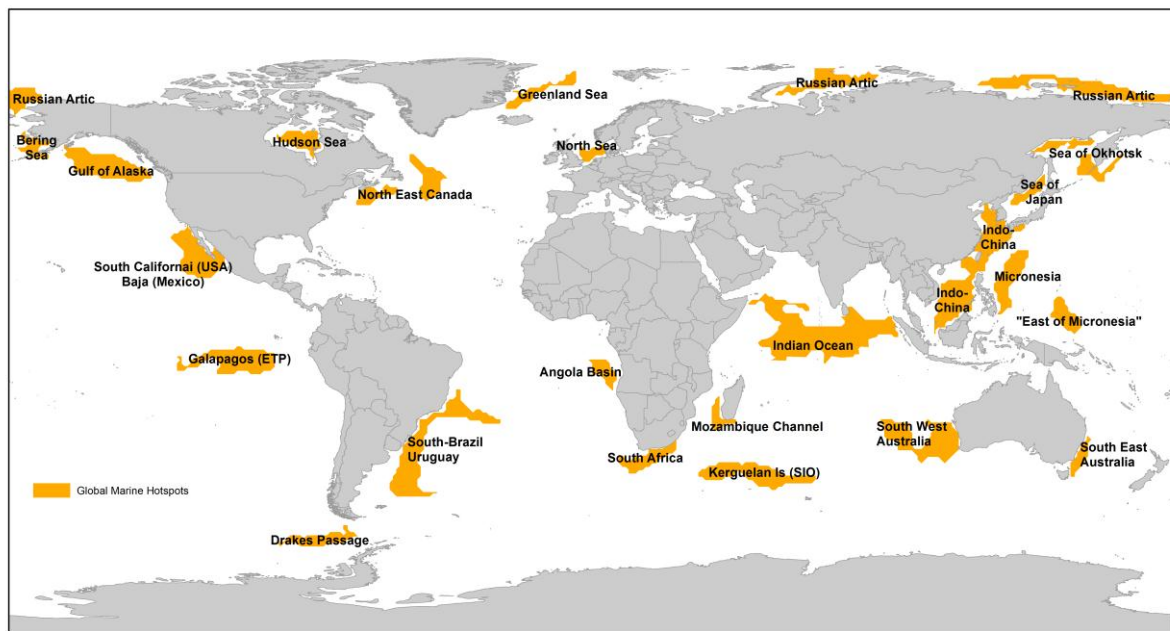 Russian Artic
Greenland Sea
Russian Artic
Russian Artic
Bering
Sea
Gulf of Alaska
Hudson Sea
North East Canada
North Sea
Sea of Okhotsk
Sea of
Japan
Indo-
China
South Californai (USA)
Baja (Mexico)
Micronesia
Indo-
China
"East of Micronesia"
Galapagos (ETP)
Indian Ocean
Angola Basin
South-Brazil
Uruguay
Mozambique Channel
South West
Australia
South East
Australia
South Africa
Kerguelan Is (SIO)
Global Marine Hotspots
Drakes Passage